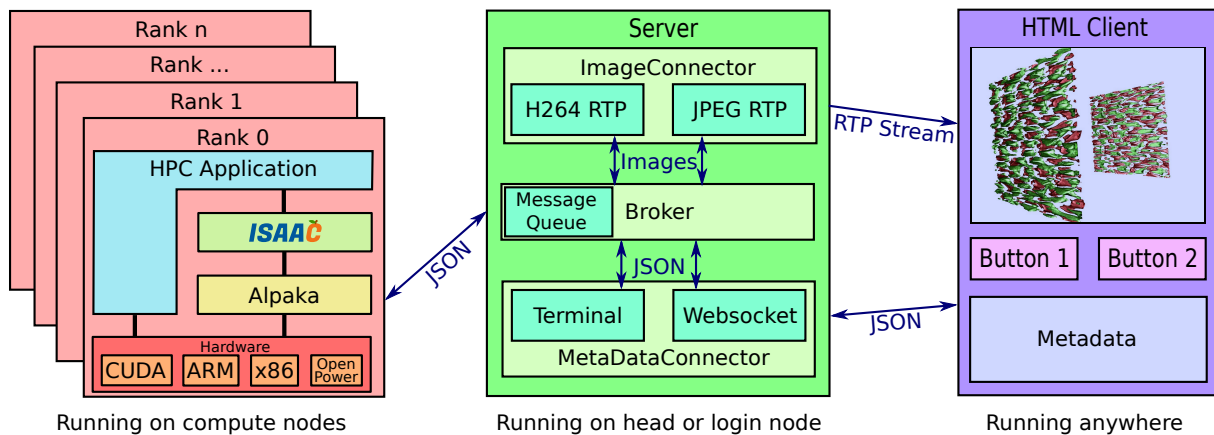 Rank n
Rank ...
Rank 1
Rank 0
HPC Application
ISAAC
Alpaka
Hardware
CUDA
ARM
x86
Open
Power
Running on compute nodes
JSON
Server
ImageConnector
H264 RTP
JPEG RTP
Images
Message
Queue
Broker
JSON
Terminal
Websocket
MetaDataConnector
Running on head or login node
RTP Stream
JSON
HTML Client
Button 1
Button 2
Metadata
Running anywhere